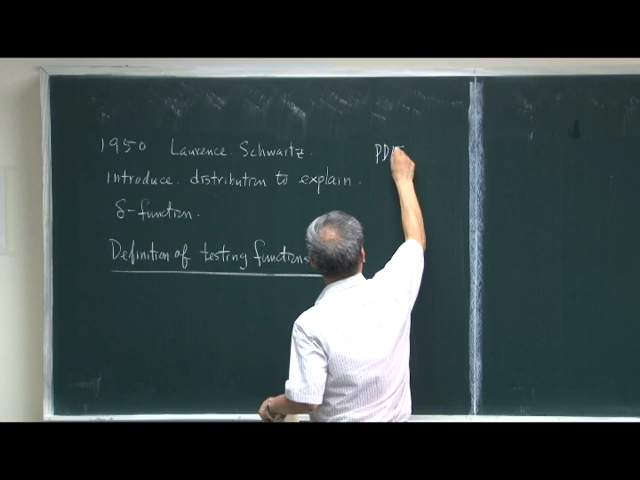 1950 Laurence Schwartz.
Introduce distribution to explain.
δ-function.
Definition of testing functions
PDE